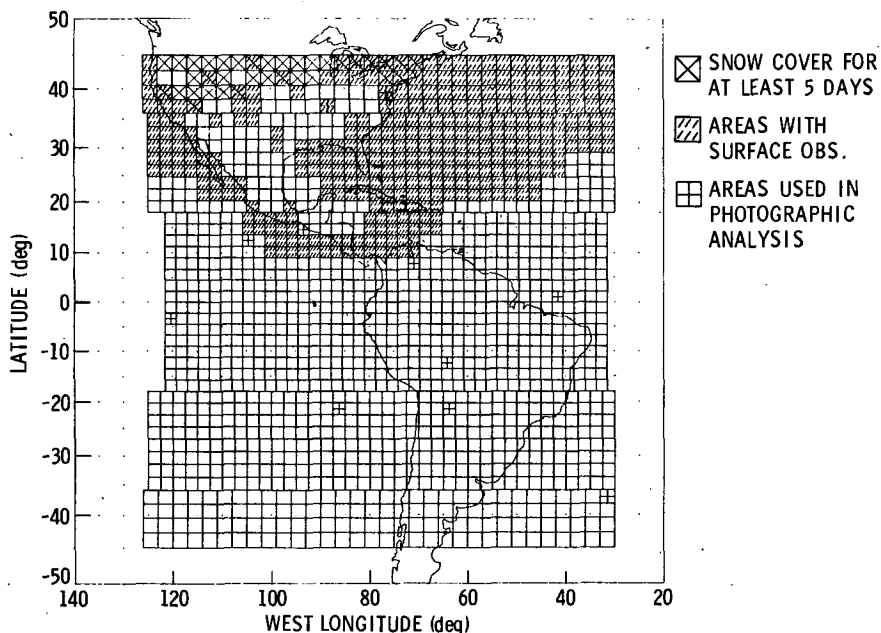 50
40
30
20
10
0
-10
-20
-30
-40
-50
LATITUDE (deg)
140
120
100
80
60
40
20
WEST LONGITUDE (deg)
SNOW COVER FOR
AT LEAST 5 DAYS
AREAS WITH
SURFACE OBS.
AREAS USED IN
PHOTOGRAPHIC
ANALYSIS